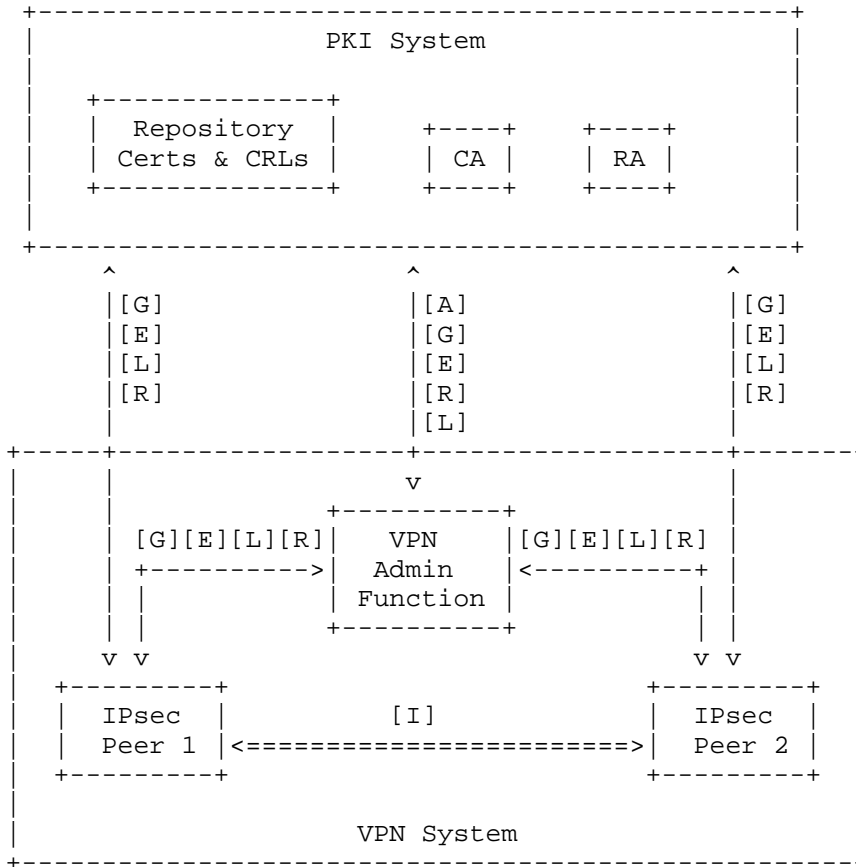 PKI System
Repository
Certs & CRLs | CA | RA
[G] [A] [G]
[E] [G] [E]
[L] [E] [L]
[R] [R] [R]
[L]
[G][E][L][R] VPN [G][E][L][R]
Admin
Function
IPsec [I] IPsec
Peer 1 Peer 2
VPN System